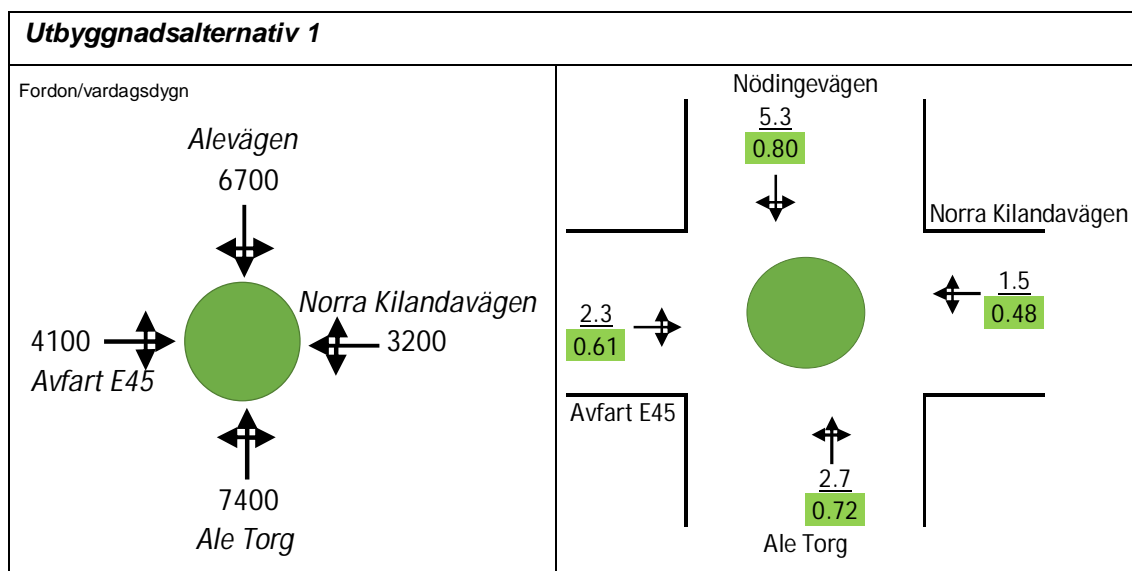 Utbyggnadsalternativ 1
Fordon/vardagsdygn
Alevägen
6700
Norra Kilandavägen
4100
3200
Avfart E45
7400
Ale Torg
Nödingevägen
5.3
0.80
Norra Kilandavägen
1.5
0.48
2.3
0.61
Avfart E45
2.7
0.72
Ale Torg